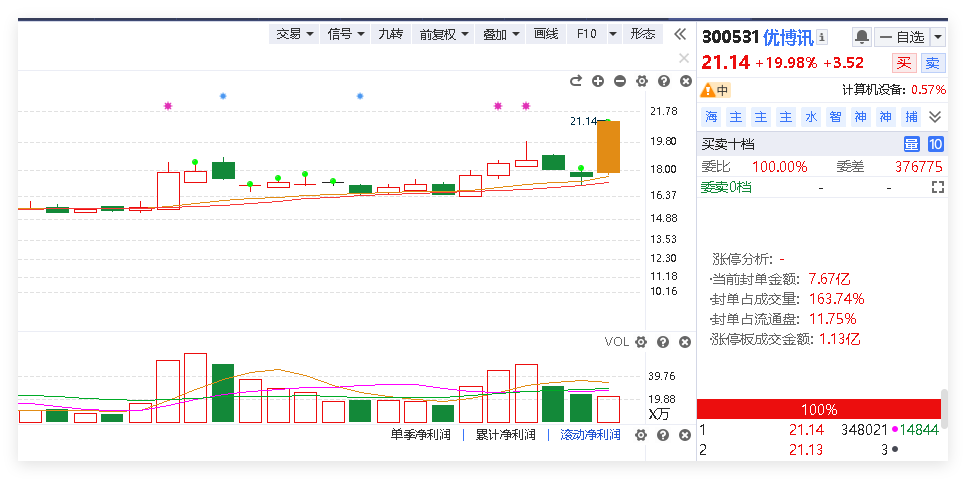 交易 信号 九转 前复权 叠加 画线 F10 形态
300531 优博讯 自选
21.14 +19.98% +3.52 买 卖
中 计算机设备: 0.57%
海 主 主 主 水 智 神 神 捕
买卖十档 量 10
委比 100.00% 委差 376775
委卖0档 - -
21.14
21.78
19.80
18.00
16.37
14.88
13.53
12.30
11.18
10.16
涨停分析: -
·当前封单金额: 7.67亿
·封单占成交量: 163.74%
·封单占流通盘: 11.75%
·涨停板成交金额: 1.13亿
VOL
39.76
19.88
X万
单季净利润 | 累计净利润 | 滚动净利润
100%
1 21.14 348021 14844
2 21.13 3